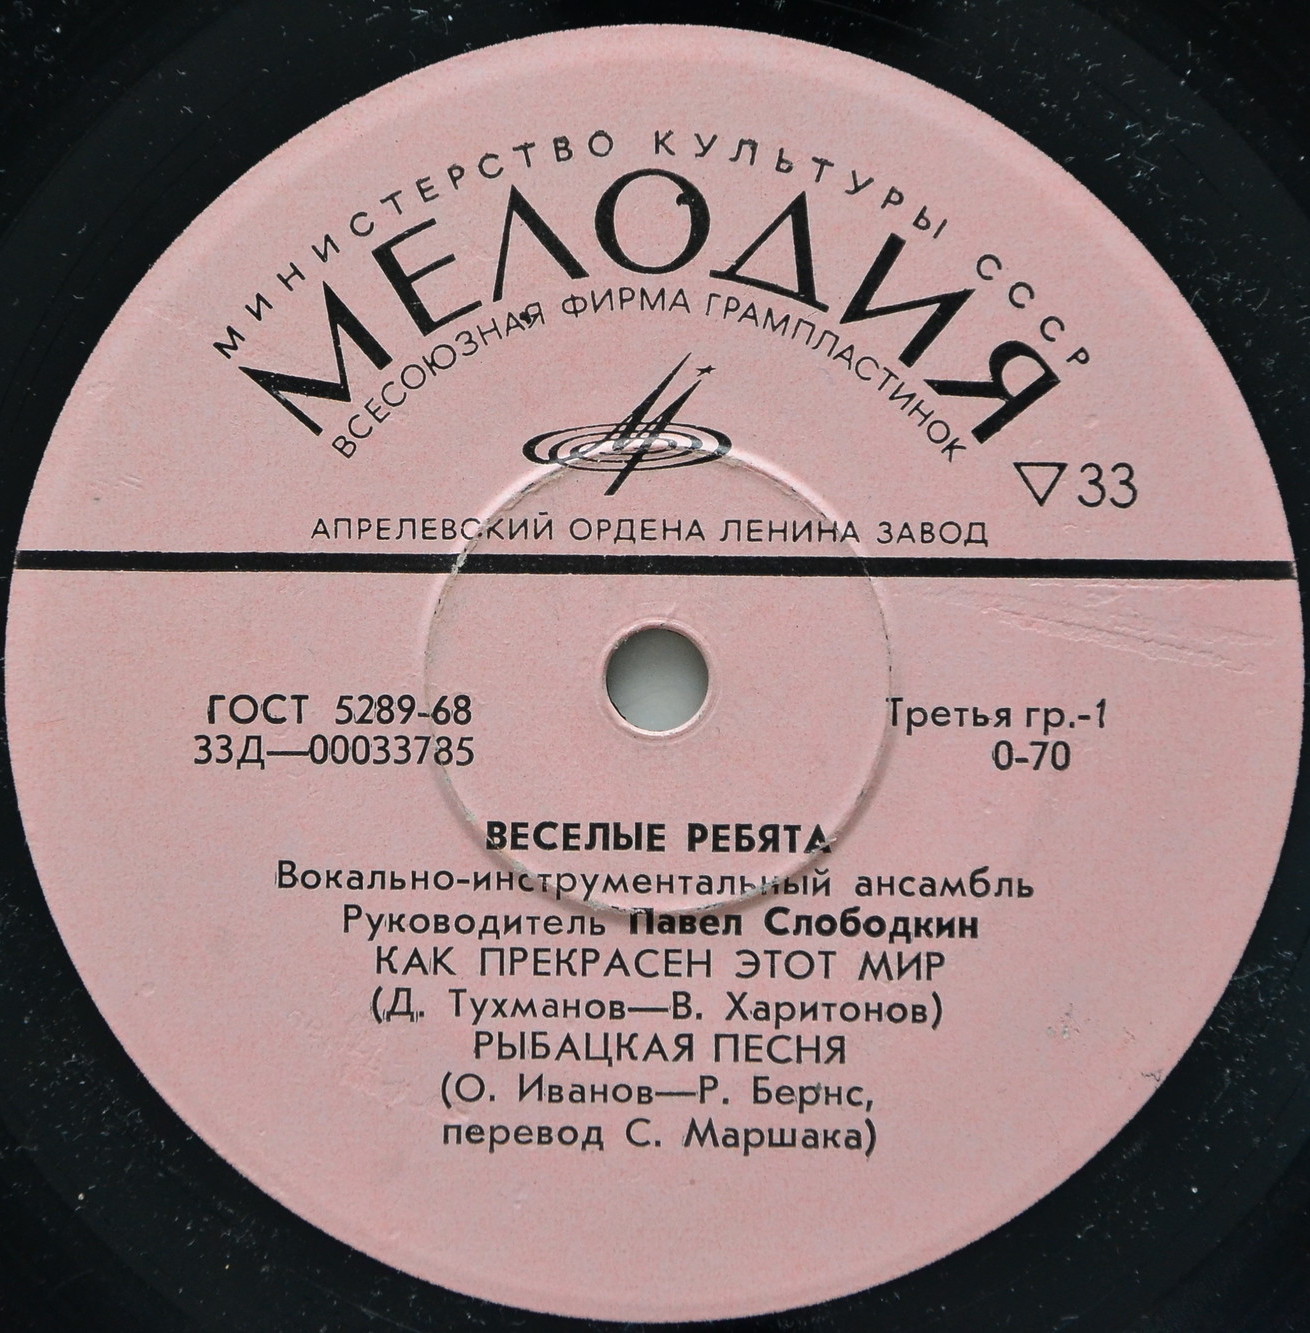 МИНИСТЕРСТВО КУЛЬТУРЫ СССР
МЕЛОДИЯ
ВСЕСОЮЗНАЯ ФИРМА ГРАМПЛАСТИНОК
▽33
АПРЕЛЕВСКИЙ ОРДЕНА ЛЕНИНА ЗАВОД
ГОСТ 5289-68
Третья гр.-1
33Д—00033785
0-70
ВЕСЕЛЫЕ РЕБЯТА
Вокально-инструментальный ансамбль
Руководитель Павел Слободкин
КАК ПРЕКРАСЕН ЭТОТ МИР
(Д. Тухманов—В. Харитонов)
РЫБАЦКАЯ ПЕСНЯ
(О. Иванов—Р. Бернс,
перевод С. Маршака)